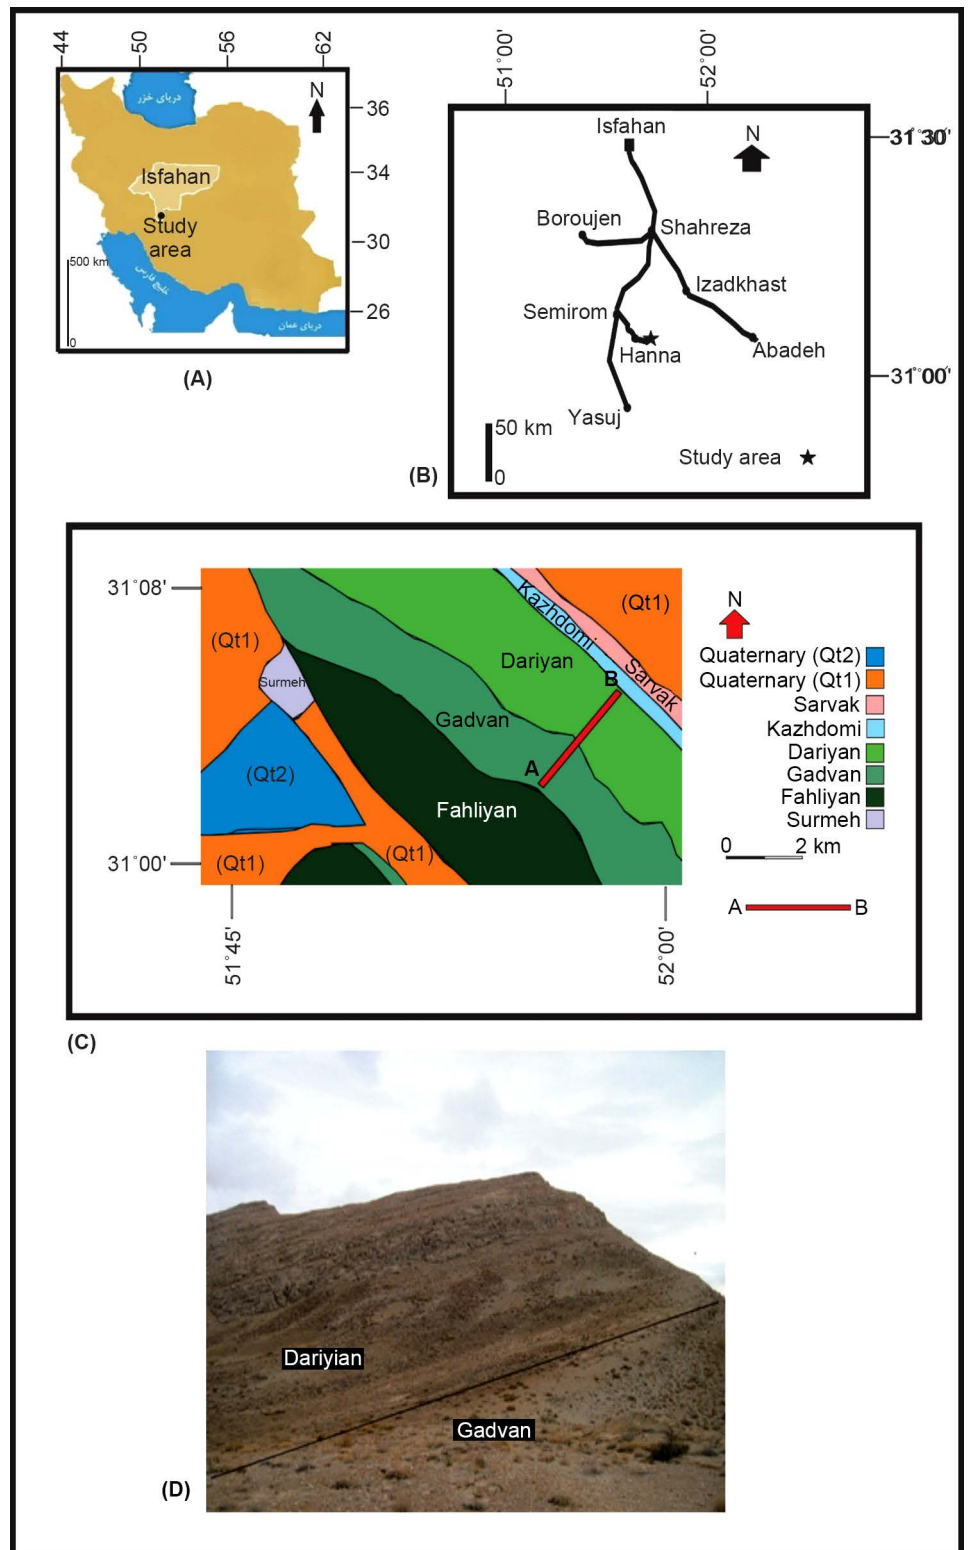 44
50
56
62
دریای خزر
N
36
34
30
26
Isfahan
Study
area
500 km
0
خلیج فارس
دریای عمان
(A)
51°00'
52°00'
31°30'
31°00'
Isfahan
N
Boroujen
Shahreza
Izadkhast
Semirom
Hanna
Abadeh
Yasuj
50 km
0
Study area
(B)
31°08'
31°00'
51°45'
52°00'
(Qt1)
Kazhdomi
(Qt1)
Surmeh
Dariyan
Sarvak
B
Gadvan
A
(Qt2)
Fahliyan
(Qt1)
(Qt1)
N
Quaternary (Qt2)
Quaternary (Qt1)
Sarvak
Kazhdomi
Dariyan
Gadvan
Fahliyan
Surmeh
0 2 km
A B
(C)
Dariyian
Gadvan
(D)